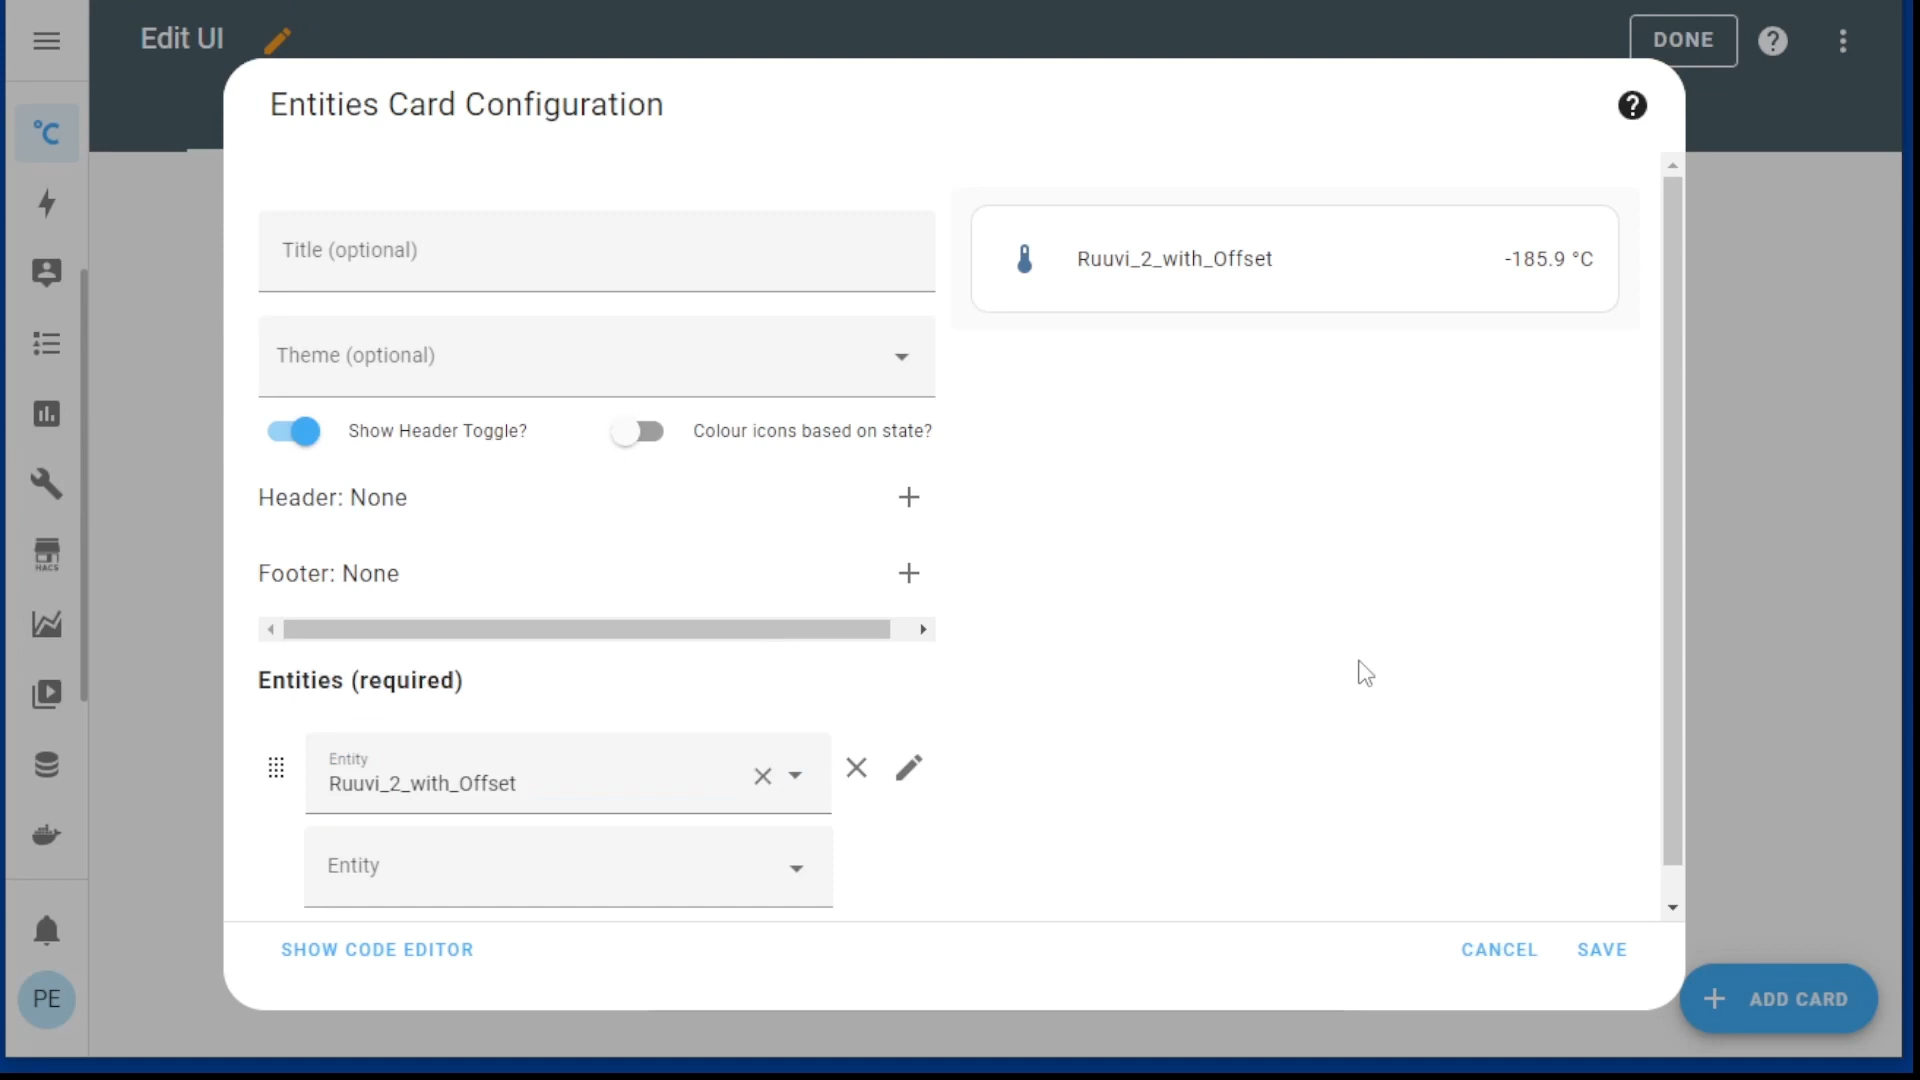 Edit UI
DONE
Entities Card Configuration
°C
Title (optional)
Ruuvi_2_with_Offset
-185.9 °C
Theme (optional)
Show Header Toggle?
Colour icons based on state?
Header: None
HACS
Footer: None
Entities (required)
Entity
Ruuvi_2_with_Offset
Entity
SHOW CODE EDITOR
CANCEL
SAVE
PE
ADD CARD